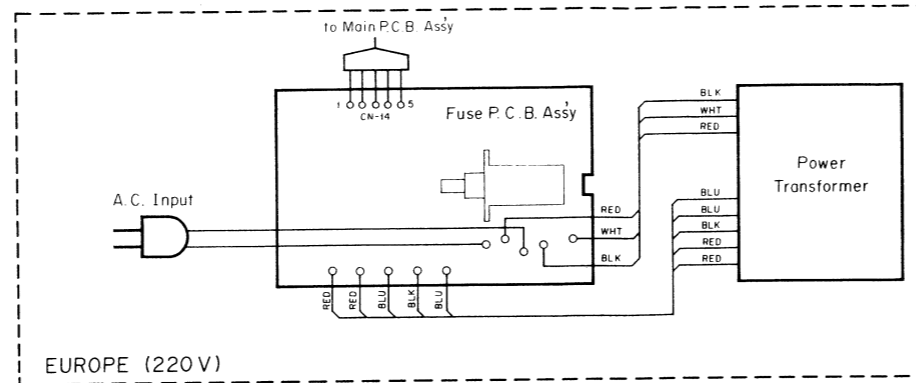 to Main P.C.B. Ass'y
1 5
CN-14
Fuse P.C.B. Ass'y
A.C. Input
RED
WHT
BLK
BLK
WHT
RED
BLU
BLU
BLK
RED
RED
Power
Transformer
RED
RED
BLU
BLK
BLU
EUROPE (220V)